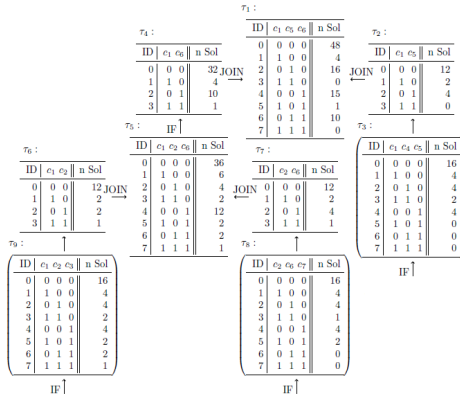 τ1 :
ID c1 c5 c6 n Sol
0 0 0 0 48
1 1 0 0 4
2 0 1 0 16
3 1 1 0 0
4 0 0 1 15
5 1 0 1 1
6 0 1 1 10
7 1 1 1 0
τ4 :
ID c1 c6 n Sol
0 0 0 32
1 1 0 4
2 0 1 10
3 1 1 1
JOIN
→
JOIN
←
τ2 :
ID c1 c5 n Sol
0 0 0 12
1 1 0 2
2 0 1 4
3 1 1 0
↑
IF↑
τ5 :
ID c1 c2 c6 n Sol
0 0 0 0 36
1 1 0 0 6
2 0 1 0 4
3 1 1 0 2
4 0 0 1 12
5 1 0 1 2
6 0 1 1 2
7 1 1 1 1
τ3 :
ID c1 c4 c5 n Sol
0 0 0 0 16
1 1 0 0 4
2 0 1 0 4
3 1 1 0 2
4 0 0 1 4
5 1 0 1 1
6 0 1 1 0
7 1 1 1 0
IF↑
τ6 :
ID c1 c2 n Sol
0 0 0 12
1 1 0 2
2 0 1 2
3 1 1 1
JOIN
→
JOIN
←
τ7 :
ID c2 c6 n Sol
0 0 0 12
1 1 0 2
2 0 1 4
3 1 1 1
↑
↑
τ9 :
ID c1 c2 c3 n Sol
0 0 0 0 16
1 1 0 0 4
2 0 1 0 4
3 1 1 0 2
4 0 0 1 4
5 1 0 1 2
6 0 1 1 2
7 1 1 1 1
IF↑
τ8 :
ID c2 c6 c7 n Sol
0 0 0 0 16
1 1 0 0 4
2 0 1 0 4
3 1 1 0 1
4 0 0 1 4
5 1 0 1 2
6 0 1 1 0
7 1 1 1 0
IF↑